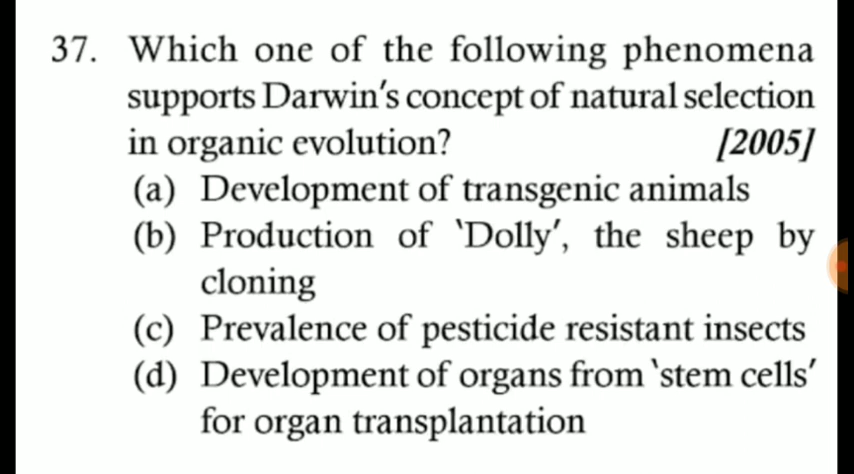 37. Which one of the following phenomena
supports Darwin's concept of natural selection
in organic evolution? [2005]
(a) Development of transgenic animals
(b) Production of ‵Dolly′, the sheep by
cloning
(c) Prevalence of pesticide resistant insects
(d) Development of organs from ‵stem cells′
for organ transplantation